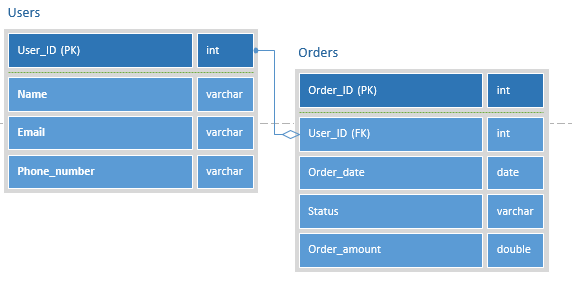 Users
User_ID (PK) int
Name varchar
Email varchar
Phone_number varchar
Orders
Order_ID (PK) int
User_ID (FK) int
Order_date date
Status varchar
Order_amount double